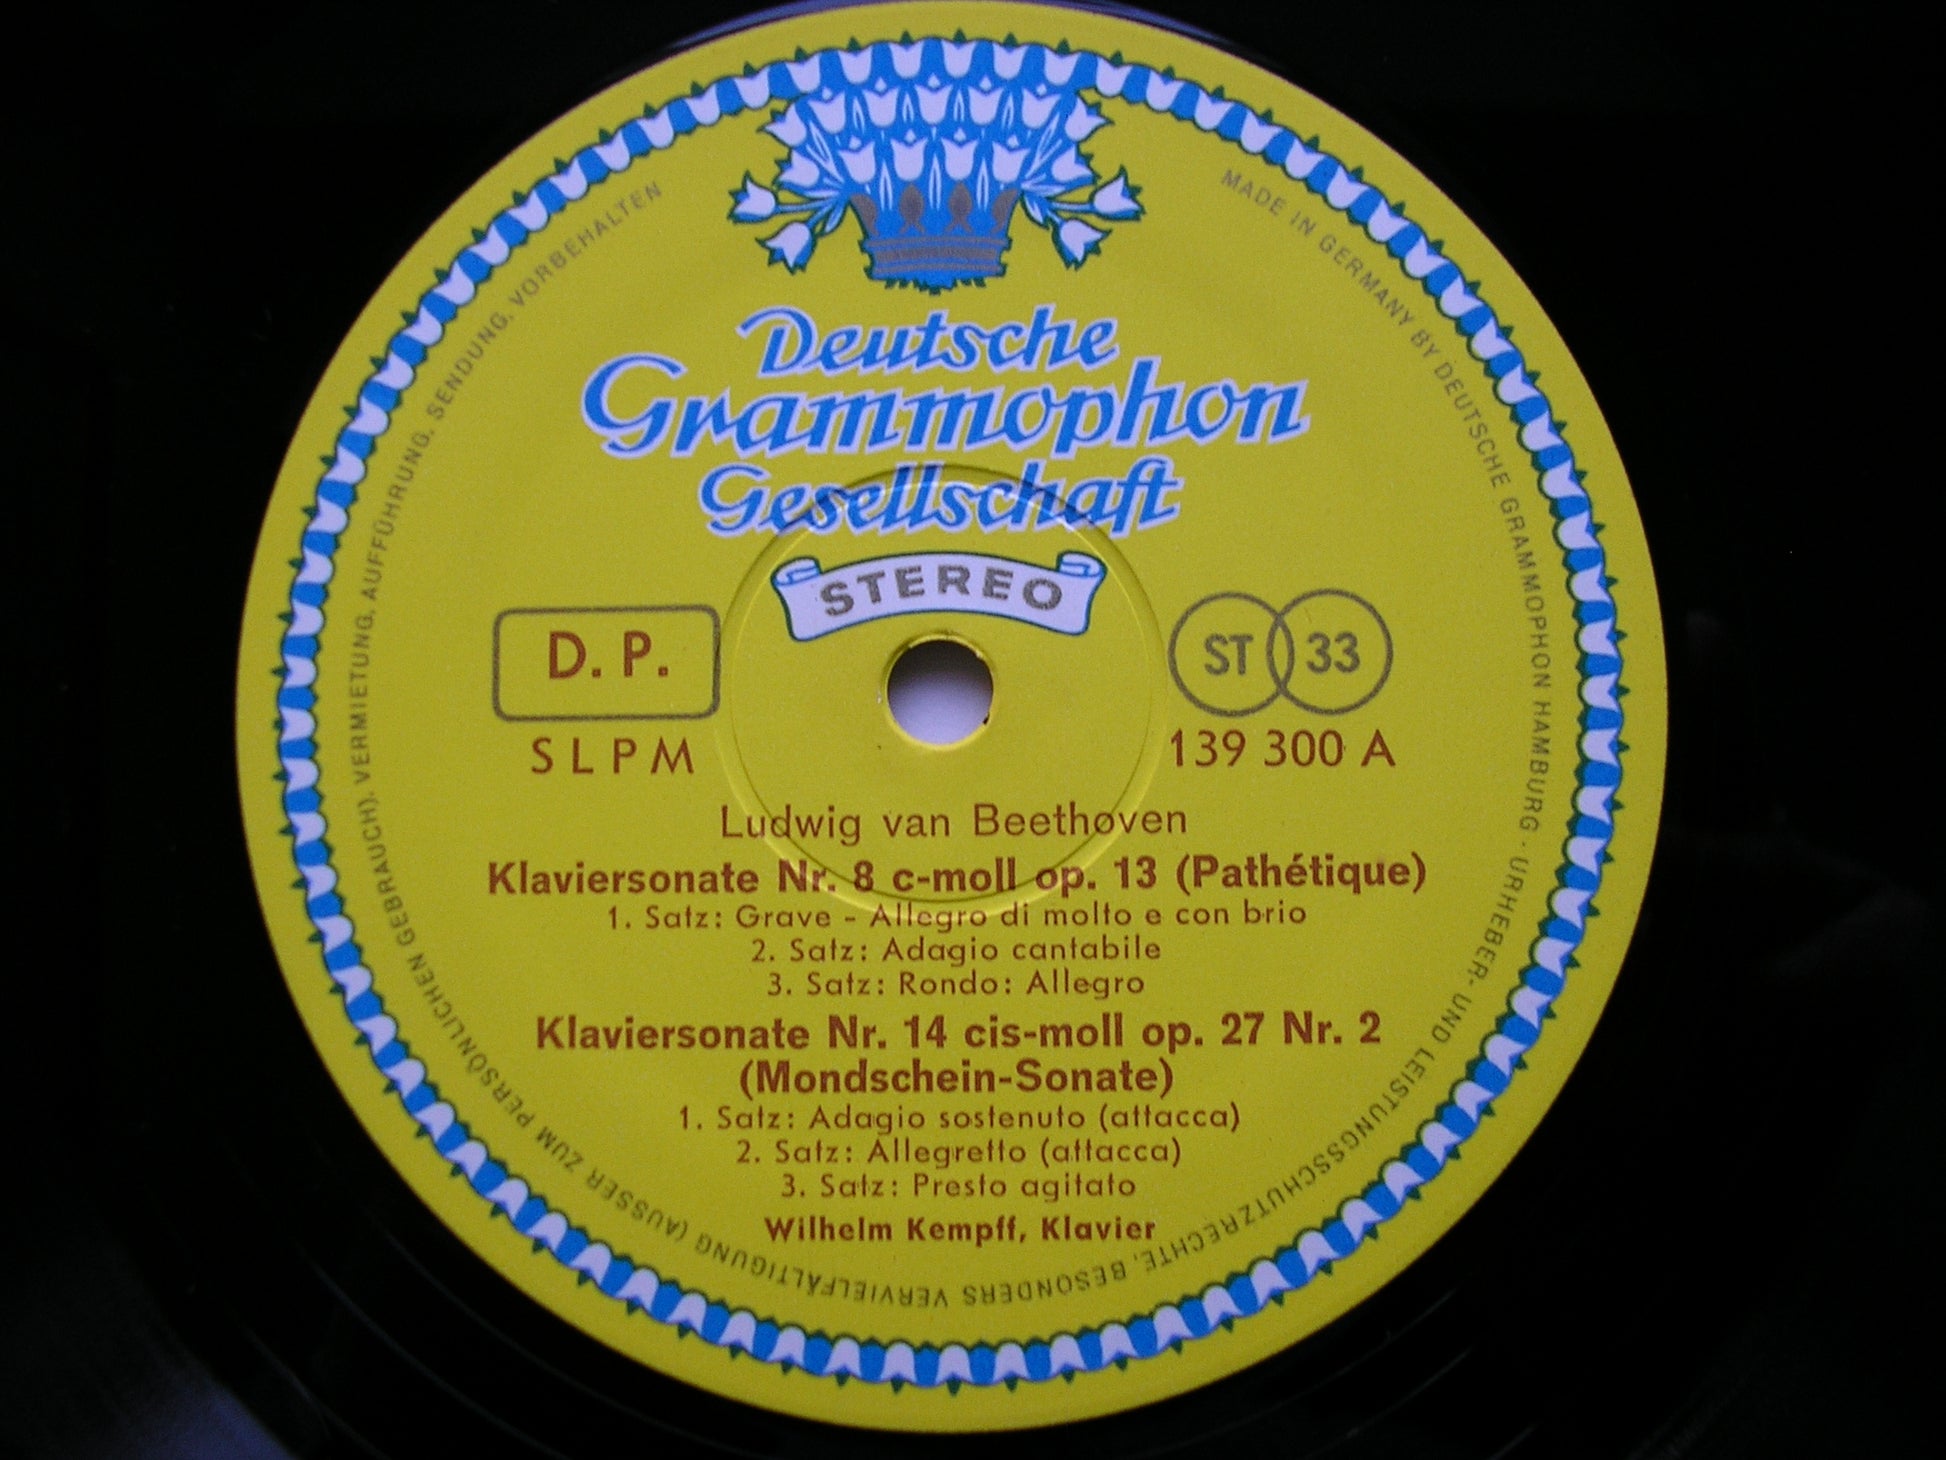 Deutsche
Grammophon
Gesellschaft
STEREO
D. P.
ST 33
SLPM
139 300 A
Ludwig van Beethoven
Klaviersonate Nr. 8 c-moll op. 13 (Pathétique)
1. Satz: Grave - Allegro di molto e con brio
2. Satz: Adagio cantabile
3. Satz: Rondo: Allegro
Klaviersonate Nr. 14 cis-moll op. 27 Nr. 2
(Mondschein-Sonate)
1. Satz: Adagio sostenuto (attacca)
2. Satz: Allegretto (attacca)
3. Satz: Presto agitato
Wilhelm Kempff, Klavier
MADE IN GERMANY BY DEUTSCHE GRAMMOPHON HAMBURG · URHEBER- UND LEISTUNGSSCHUTZRECHTE, BESONDERS VERVIELFÄLTIGUNG (AUSSER ZUM PERSÖNLICHEN GEBRAUCH), VERMIETUNG, AUFFÜHRUNG, SENDUNG, VORBEHALTEN